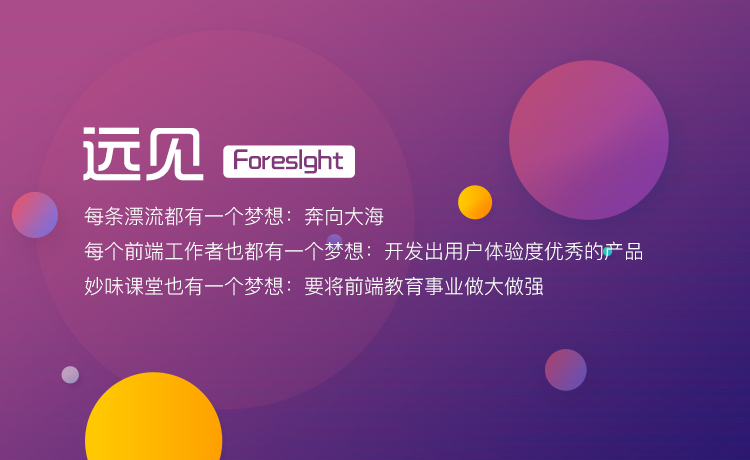 远见 ForesIght
每条漂流都有一个梦想：奔向大海
每个前端工作者也都有一个梦想：开发出用户体验度优秀的产品
妙味课堂也有一个梦想：要将前端教育事业做大做强